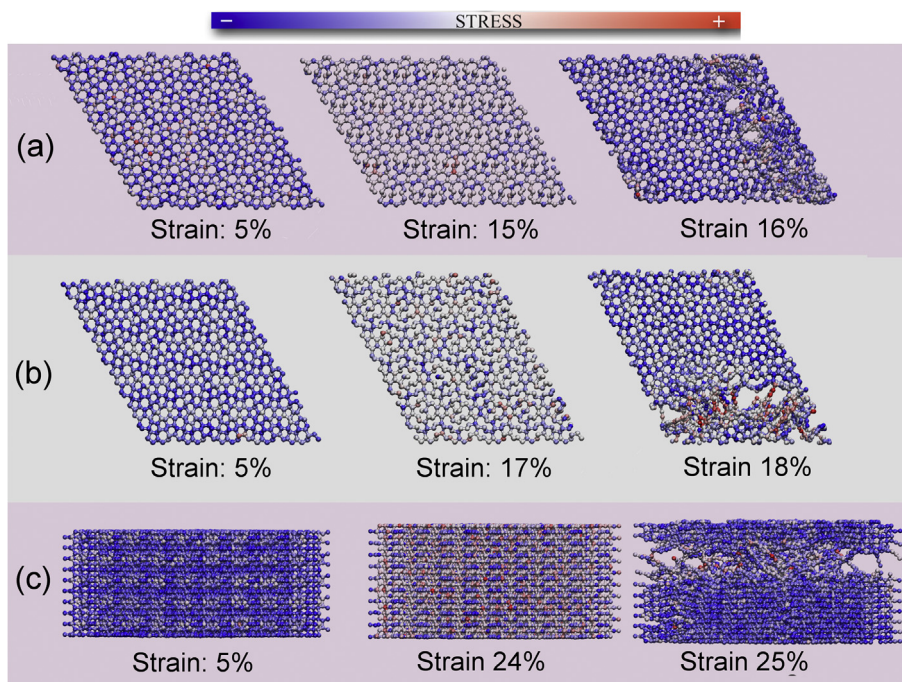 − STRESS +
(a)
Strain: 5% Strain: 15% Strain 16%
(b)
Strain: 5% Strain: 17% Strain 18%
(c)
Strain: 5% Strain 24% Strain 25%